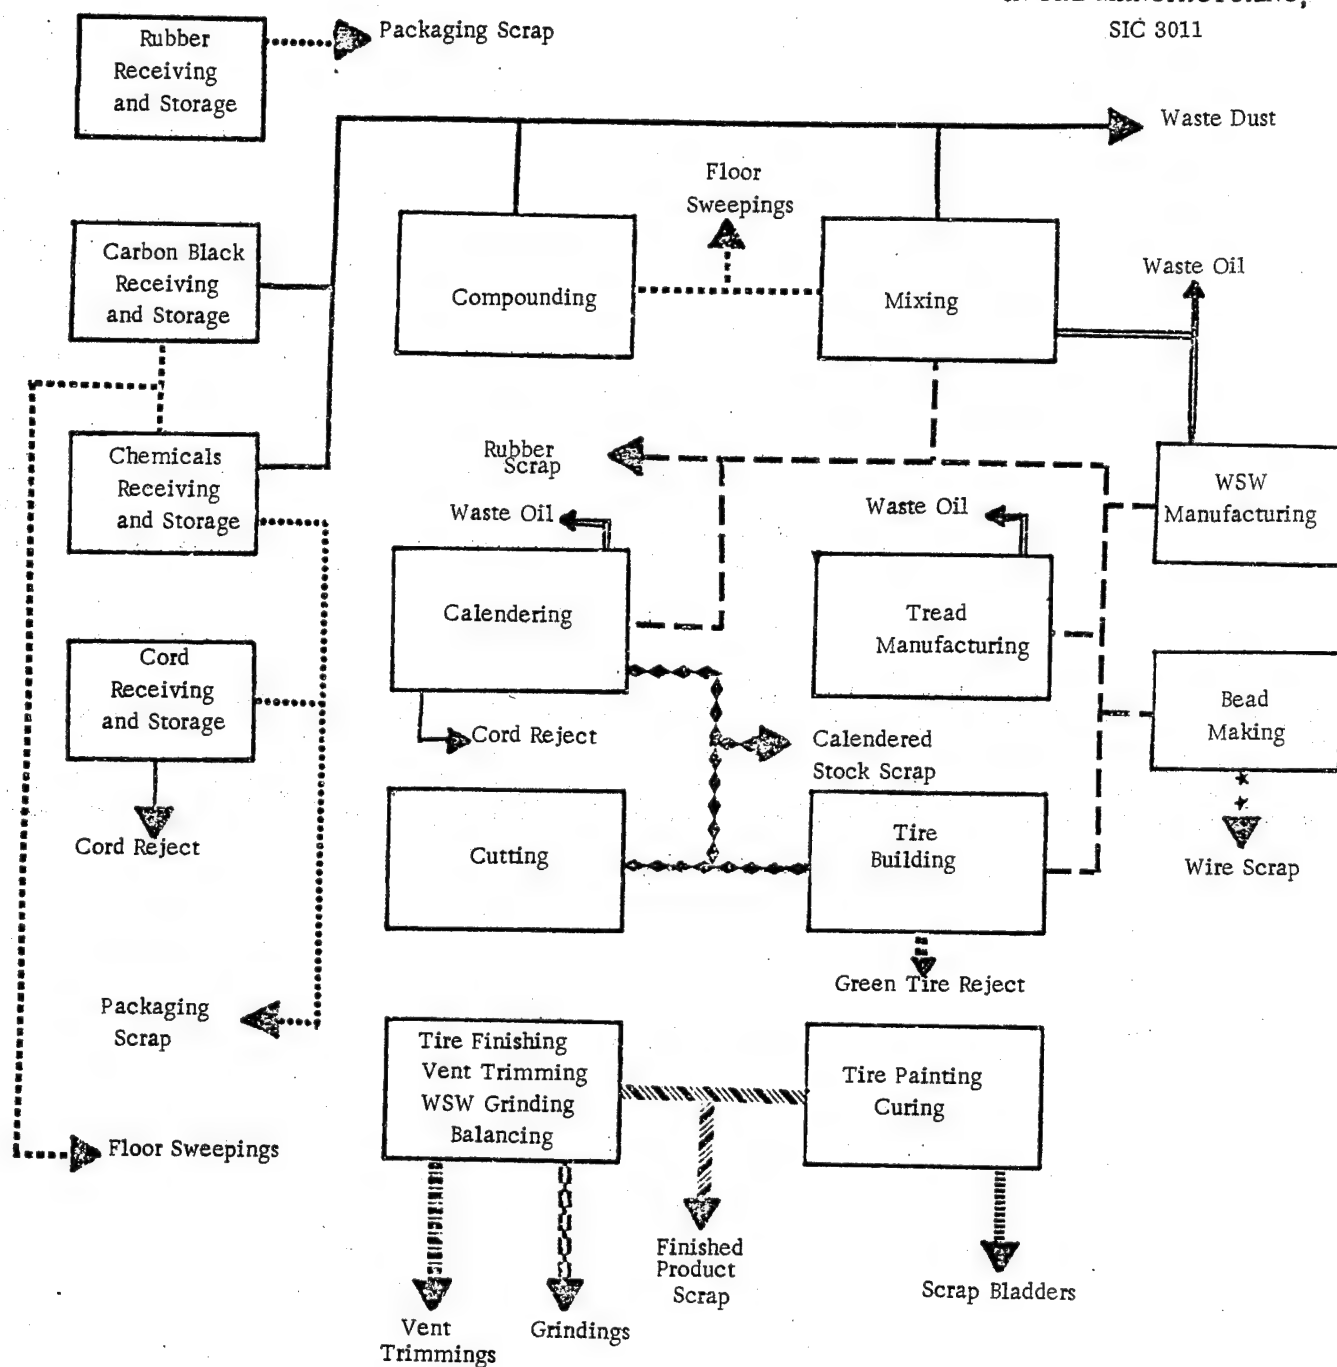 SIC 3011
Rubber
Receiving
and Storage
Packaging Scrap
Waste Dust
Floor
Sweepings
Carbon Black
Receiving
and Storage
Compounding
Mixing
Waste Oil
Chemicals
Receiving
and Storage
Rubber
Scrap
WSW
Manufacturing
Waste Oil
Waste Oil
Calendering
Tread
Manufacturing
Cord
Receiving
and Storage
Bead
Making
Cord Reject
Calendered
Stock Scrap
Cord Reject
Cutting
Tire
Building
Wire Scrap
Green Tire Reject
Packaging
Scrap
Tire Finishing
Vent Trimming
WSW Grinding
Balancing
Tire Painting
Curing
Floor Sweepings
Finished
Product
Scrap
Scrap Bladders
Vent
Trimmings
Grindings